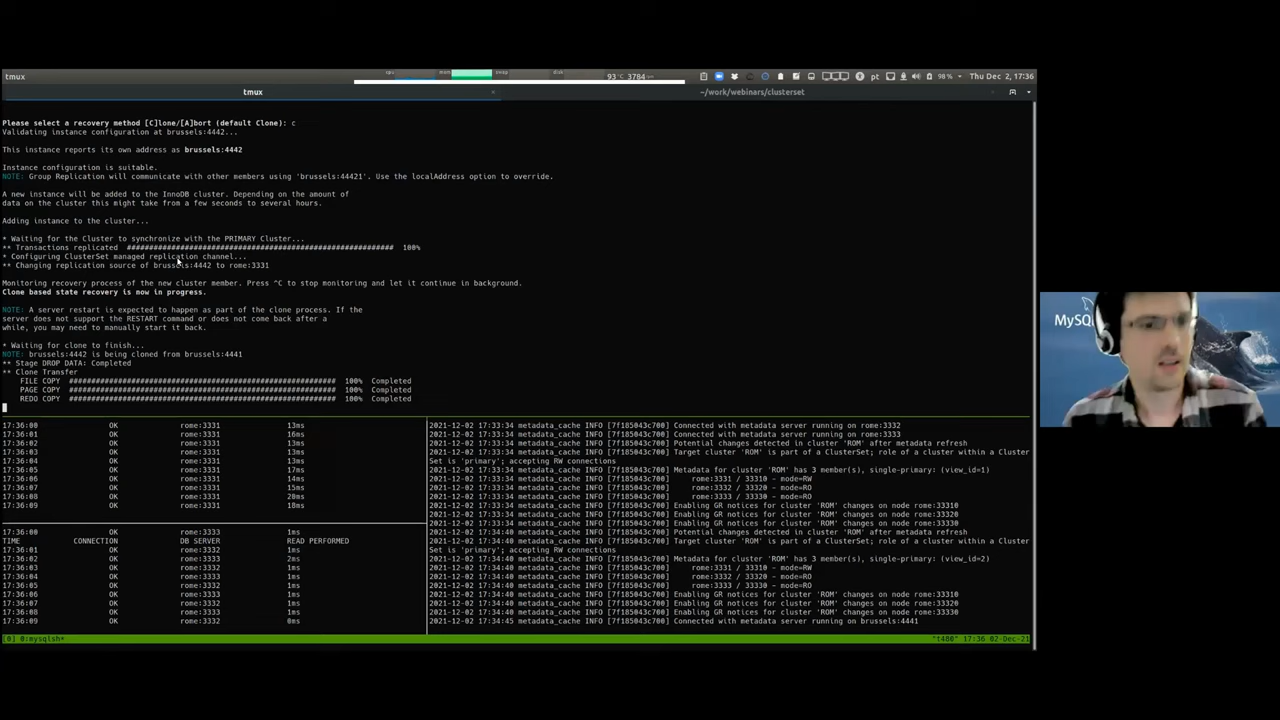 tmux
cpu mem swap disk 93°C 3784 pt 98% Thu Dec 2, 17:36
tmux ~/work/webinars/clusterset
Please select a recovery method [C]lone/[A]bort (default Clone): c
Validating instance configuration at brussels:4442...
This instance reports its own address as brussels:4442
Instance configuration is suitable.
NOTE: Group Replication will communicate with other members using 'brussels:44421'. Use the localAddress option to override.
A new instance will be added to the InnoDB cluster. Depending on the amount of
data on the cluster this might take from a few seconds to several hours.
Adding instance to the cluster...
* Waiting for the Cluster to synchronize with the PRIMARY Cluster...
** Transactions replicated ############################################################ 100%
* Configuring ClusterSet managed replication channel...
** Changing replication source of brussels:4442 to rome:3331
Monitoring recovery process of the new cluster member. Press ^C to stop monitoring and let it continue in background.
Clone based state recovery is now in progress.
NOTE: A server restart is expected to happen as part of the clone process. If the
server does not support the RESTART command or does not come back after a
while, you may need to manually start it back.
* Waiting for clone to finish...
NOTE: brussels:4442 is being cloned from brussels:4441
** Stage DROP DATA: Completed
** Clone Transfer
FILE COPY ############################################################ 100% Completed
PAGE COPY ############################################################ 100% Completed
REDO COPY ############################################################ 100% Completed
17:36:00 OK rome:3331 13ms
17:36:01 OK rome:3331 16ms
17:36:02 OK rome:3331 13ms
17:36:03 OK rome:3331 13ms
17:36:04 OK rome:3331 13ms
17:36:05 OK rome:3331 17ms
17:36:06 OK rome:3331 14ms
17:36:07 OK rome:3331 15ms
17:36:08 OK rome:3331 20ms
17:36:09 OK rome:3331 18ms
17:36:00 OK rome:3333 1ms
TIME CONNECTION DB SERVER READ PERFORMED
17:36:01 OK rome:3332 1ms
17:36:02 OK rome:3333 2ms
17:36:03 OK rome:3332 1ms
17:36:04 OK rome:3333 1ms
17:36:05 OK rome:3332 1ms
17:36:06 OK rome:3333 1ms
17:36:07 OK rome:3332 1ms
17:36:08 OK rome:3332 1ms
17:36:09 OK rome:3332 0ms
2021-12-02 17:33:34 metadata_cache INFO [7f185043c700] Connected with metadata server running on rome:3332
2021-12-02 17:33:34 metadata_cache INFO [7f185043c700] Connected with metadata server running on rome:3333
2021-12-02 17:33:34 metadata_cache INFO [7f185043c700] Potential changes detected in cluster 'ROM' after metadata refresh
2021-12-02 17:33:34 metadata_cache INFO [7f185043c700] Target cluster 'ROM' is part of a ClusterSet; role of a cluster within a Cluster
Set is 'primary'; accepting RW connections
2021-12-02 17:33:34 metadata_cache INFO [7f185043c700] Metadata for cluster 'ROM' has 3 member(s), single-primary: (view_id=1)
2021-12-02 17:33:34 metadata_cache INFO [7f185043c700] rome:3331 / 33310 - mode=RW
2021-12-02 17:33:34 metadata_cache INFO [7f185043c700] rome:3332 / 33320 - mode=RO
2021-12-02 17:33:34 metadata_cache INFO [7f185043c700] rome:3333 / 33330 - mode=RO
2021-12-02 17:33:34 metadata_cache INFO [7f185043c700] Enabling GR notices for cluster 'ROM' changes on node rome:33310
2021-12-02 17:33:34 metadata_cache INFO [7f185043c700] Enabling GR notices for cluster 'ROM' changes on node rome:33320
2021-12-02 17:33:34 metadata_cache INFO [7f185043c700] Enabling GR notices for cluster 'ROM' changes on node rome:33330
2021-12-02 17:34:40 metadata_cache INFO [7f185043c700] Potential changes detected in cluster 'ROM' after metadata refresh
2021-12-02 17:34:40 metadata_cache INFO [7f185043c700] Target cluster 'ROM' is part of a ClusterSet; role of a cluster within a Cluster
Set is 'primary'; accepting RW connections
2021-12-02 17:34:40 metadata_cache INFO [7f185043c700] Metadata for cluster 'ROM' has 3 member(s), single-primary: (view_id=2)
2021-12-02 17:34:40 metadata_cache INFO [7f185043c700] rome:3331 / 33310 - mode=RW
2021-12-02 17:34:40 metadata_cache INFO [7f185043c700] rome:3332 / 33320 - mode=RO
2021-12-02 17:34:40 metadata_cache INFO [7f185043c700] rome:3333 / 33330 - mode=RO
2021-12-02 17:34:40 metadata_cache INFO [7f185043c700] Enabling GR notices for cluster 'ROM' changes on node rome:33310
2021-12-02 17:34:40 metadata_cache INFO [7f185043c700] Enabling GR notices for cluster 'ROM' changes on node rome:33320
2021-12-02 17:34:40 metadata_cache INFO [7f185043c700] Enabling GR notices for cluster 'ROM' changes on node rome:33330
2021-12-02 17:34:45 metadata_cache INFO [7f185043c700] Connected with metadata server running on brussels:4441
[0] 0:mysqlsh* "t480" 17:36 02-Dec-21